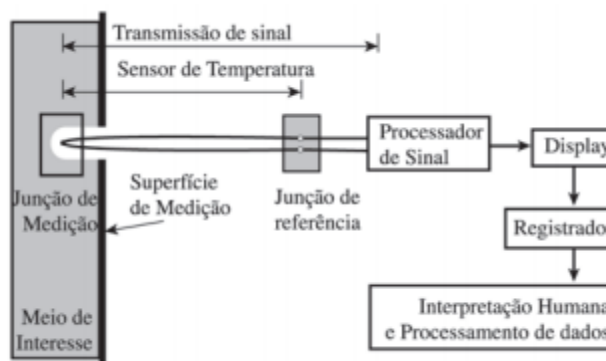 Transmissão de sinal
Sensor de Temperatura
Processador
de Sinal
Display
Junção de
Medição
Superfície
de Medição
Junção de
referência
Registrado
Meio de
Interesse
Interpretação Humana
e Processamento de dados